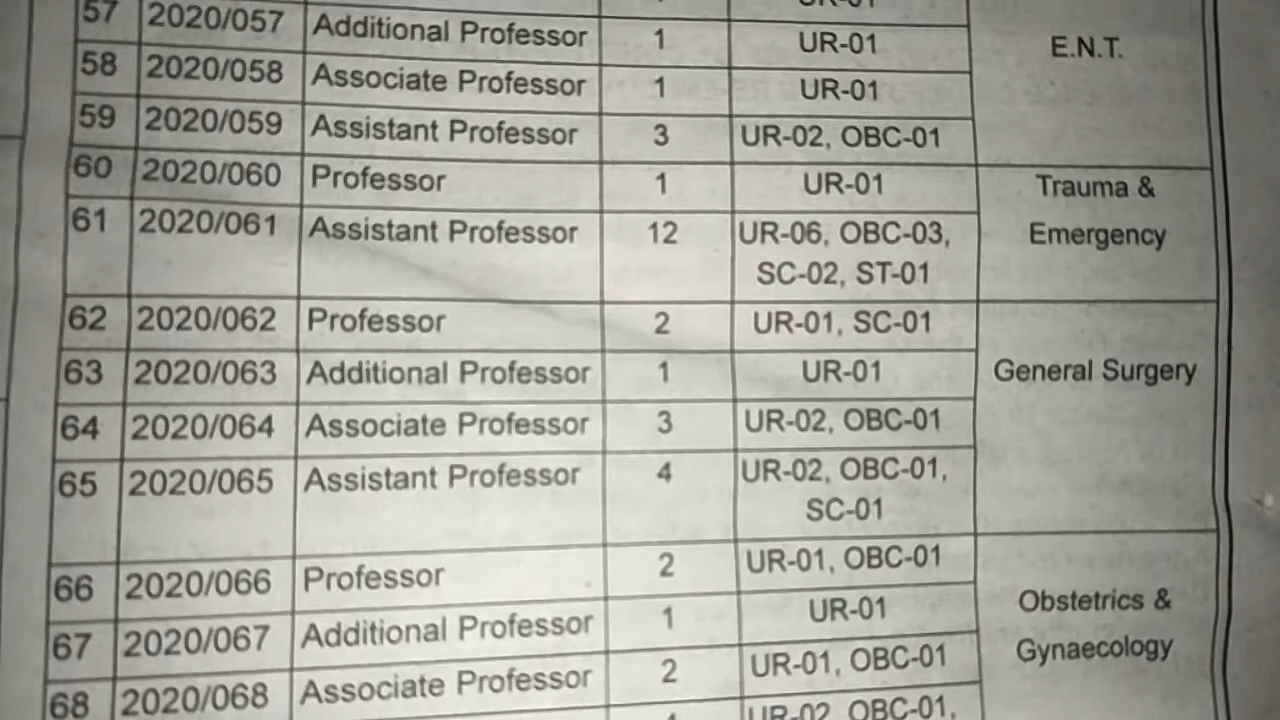 UR-01
57 2020/057 Additional Professor 1 UR-01 E.N.T.
58 2020/058 Associate Professor 1 UR-01
59 2020/059 Assistant Professor 3 UR-02, OBC-01
60 2020/060 Professor 1 UR-01 Trauma &
61 2020/061 Assistant Professor 12 UR-06, OBC-03, Emergency
SC-02, ST-01
62 2020/062 Professor 2 UR-01, SC-01
63 2020/063 Additional Professor 1 UR-01 General Surgery
64 2020/064 Associate Professor 3 UR-02, OBC-01
65 2020/065 Assistant Professor 4 UR-02, OBC-01,
SC-01
66 2020/066 Professor 2 UR-01, OBC-01
67 2020/067 Additional Professor 1 UR-01 Obstetrics &
68 2020/068 Associate Professor 2 UR-01, OBC-01 Gynaecology
UR-02, OBC-01,